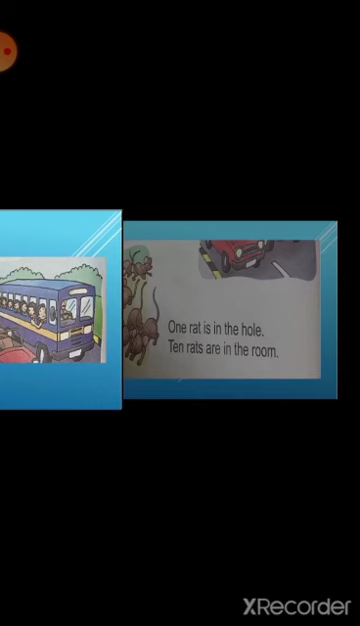 One rat is in the hole.
Ten rats are in the room.
XRecorder